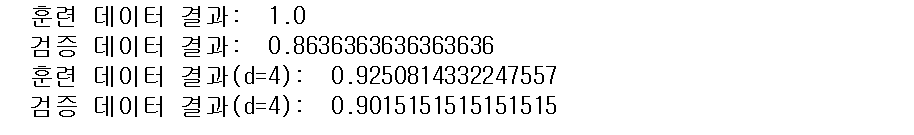 훈련 데이터 결과: 1.0
검증 데이터 결과: 0.8636363636363636
훈련 데이터 결과(d=4): 0.9250814332247557
검증 데이터 결과(d=4): 0.9015151515151515